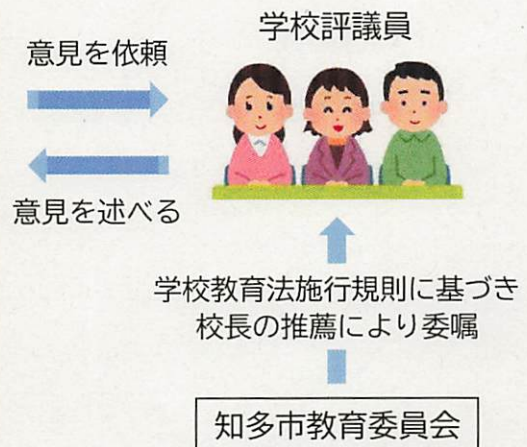 学校評議員
意見を依頼
意見を述べる
学校教育法施行規則に基づき
校長の推薦により委嘱
知多市教育委員会